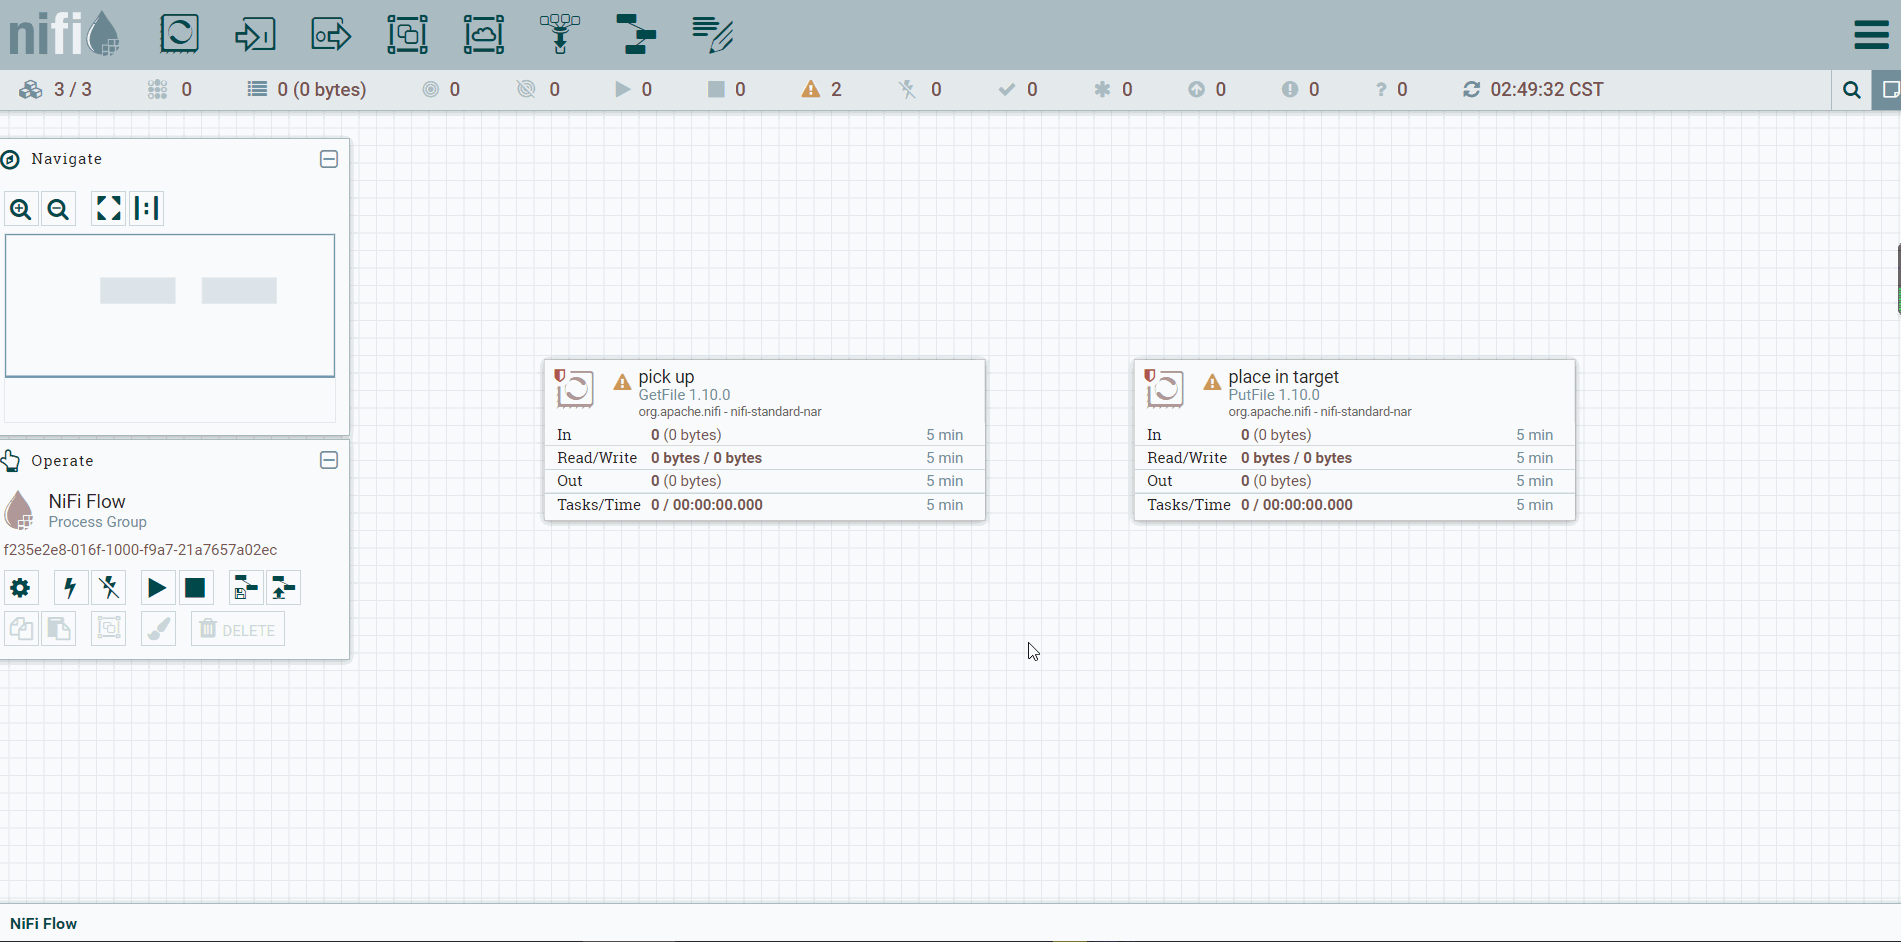 nifi
3 / 3 0 0 (0 bytes) 0 0 0 0 2 0 0 0 0 0 ? 0 02:49:32 CST
Navigate
Operate
NiFi Flow
Process Group
f235e2e8-016f-1000-f9a7-21a7657a02ec
DELETE
pick up
GetFile 1.10.0
org.apache.nifi - nifi-standard-nar
In 0 (0 bytes) 5 min
Read/Write 0 bytes / 0 bytes 5 min
Out 0 (0 bytes) 5 min
Tasks/Time 0 / 00:00:00.000 5 min
place in target
PutFile 1.10.0
org.apache.nifi - nifi-standard-nar
In 0 (0 bytes) 5 min
Read/Write 0 bytes / 0 bytes 5 min
Out 0 (0 bytes) 5 min
Tasks/Time 0 / 00:00:00.000 5 min
NiFi Flow